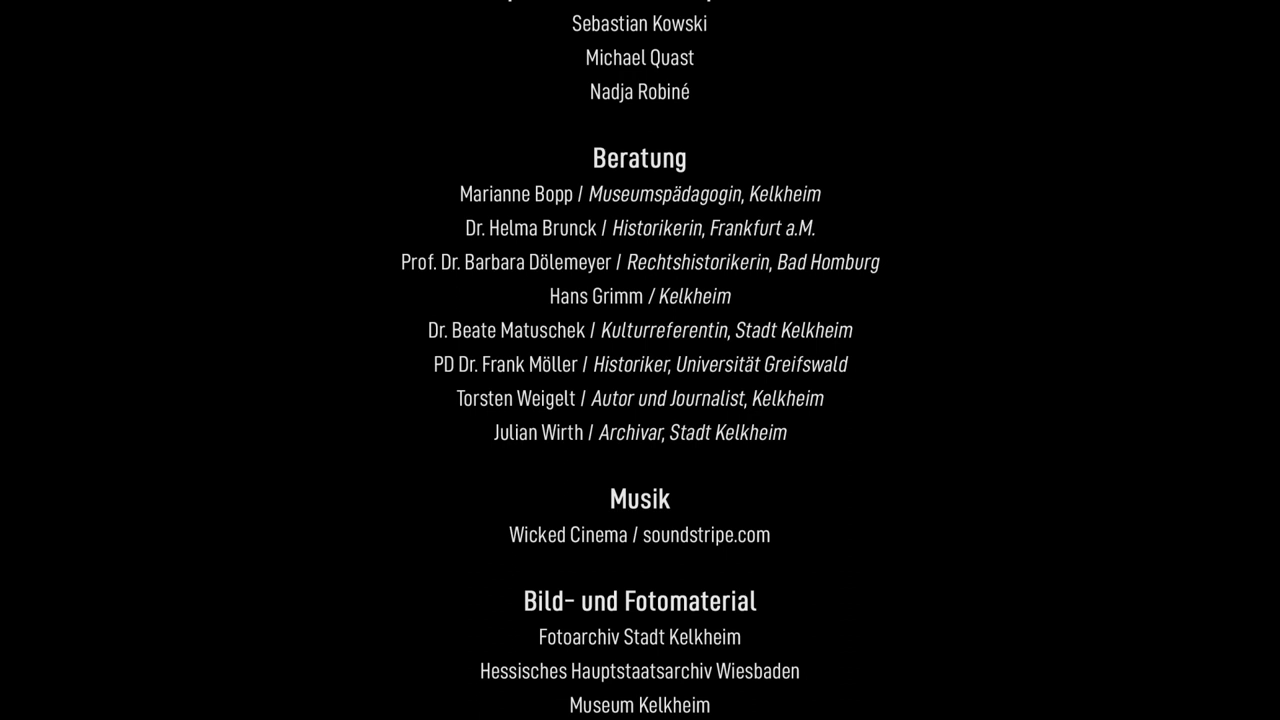 Sebastian Kowski
Michael Quast
Nadja Robiné
Beratung
Marianne Bopp / Museumspädagogin, Kelkheim
Dr. Helma Brunck / Historikerin, Frankfurt a.M.
Prof. Dr. Barbara Dölemeyer / Rechtshistorikerin, Bad Homburg
Hans Grimm / Kelkheim
Dr. Beate Matuschek / Kulturreferentin, Stadt Kelkheim
PD Dr. Frank Möller / Historiker, Universität Greifswald
Torsten Weigelt / Autor und Journalist, Kelkheim
Julian Wirth / Archivar, Stadt Kelkheim
Musik
Wicked Cinema / soundstripe.com
Bild- und Fotomaterial
Fotoarchiv Stadt Kelkheim
Hessisches Hauptstaatsarchiv Wiesbaden
Museum Kelkheim